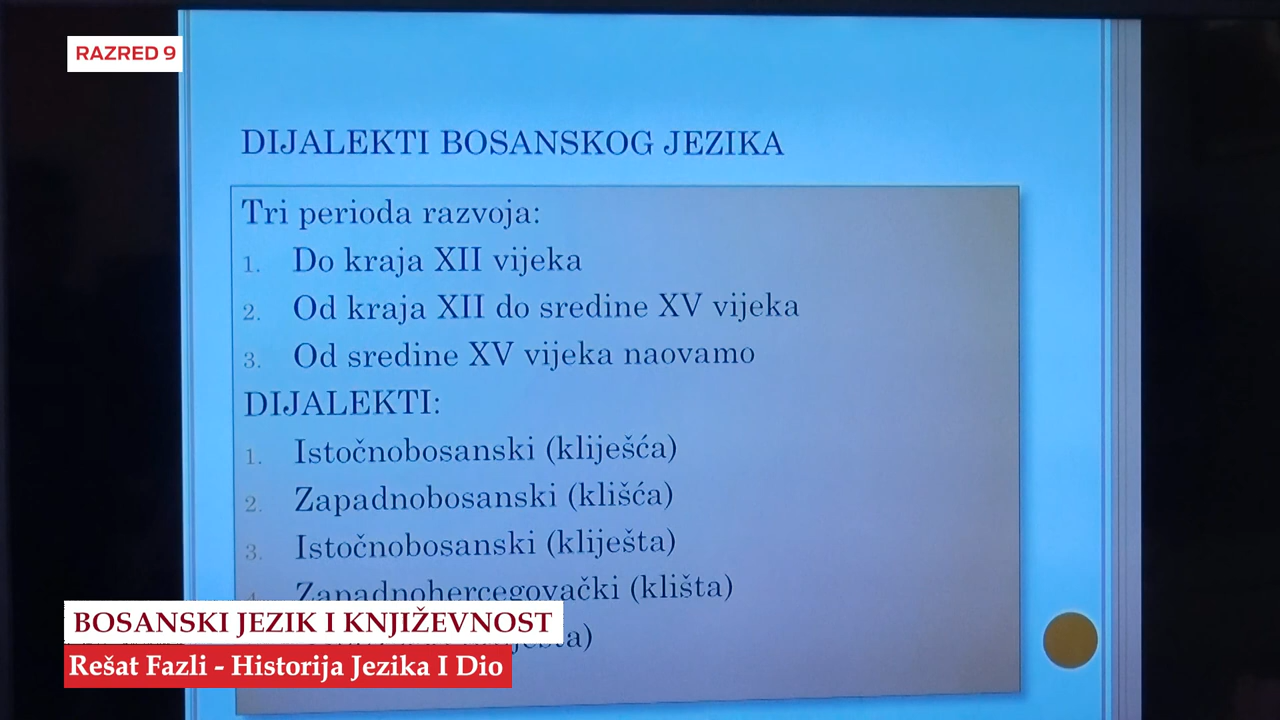 RAZRED 9
DIJALEKTI BOSANSKOG JEZIKA
Tri perioda razvoja:
1. Do kraja XII vijeka
2. Od kraja XII do sredine XV vijeka
3. Od sredine XV vijeka naovamo
DIJALEKTI:
1. Istočnobosanski (kliješća)
2. Zapadnobosanski (klišća)
3. Istočnobosanski (kliješta)
Zapadnohercegovački (klišta)
BOSANSKI JEZIK I KNJIŽEVNOST
Rešat Fazli - Historija Jezika I Dio